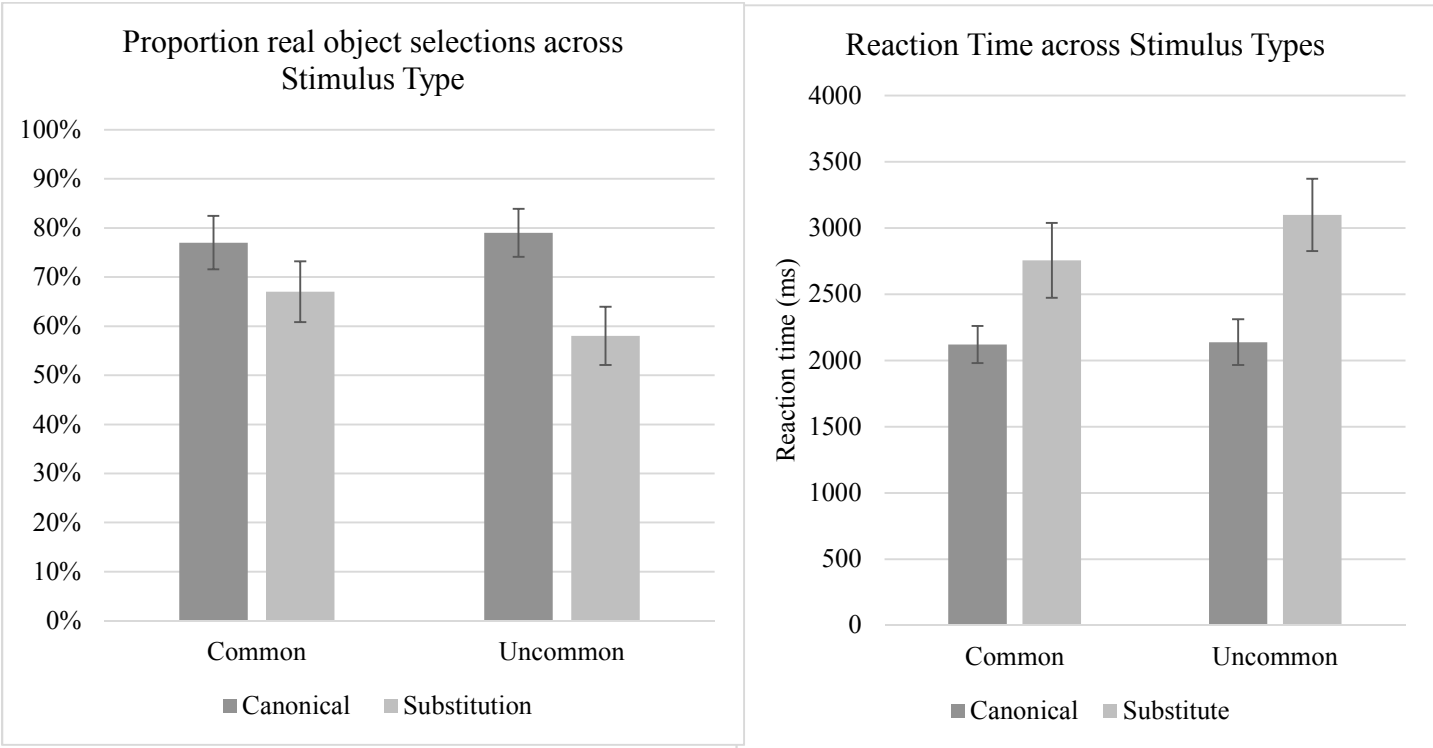 Proportion real object selections across
Stimulus Type
100%
90%
80%
70%
60%
50%
40%
30%
20%
10%
0%
Common Uncommon
Canonical Substitution
Reaction Time across Stimulus Types
Reaction time (ms)
4000
3500
3000
2500
2000
1500
1000
500
0
Common Uncommon
Canonical Substitute